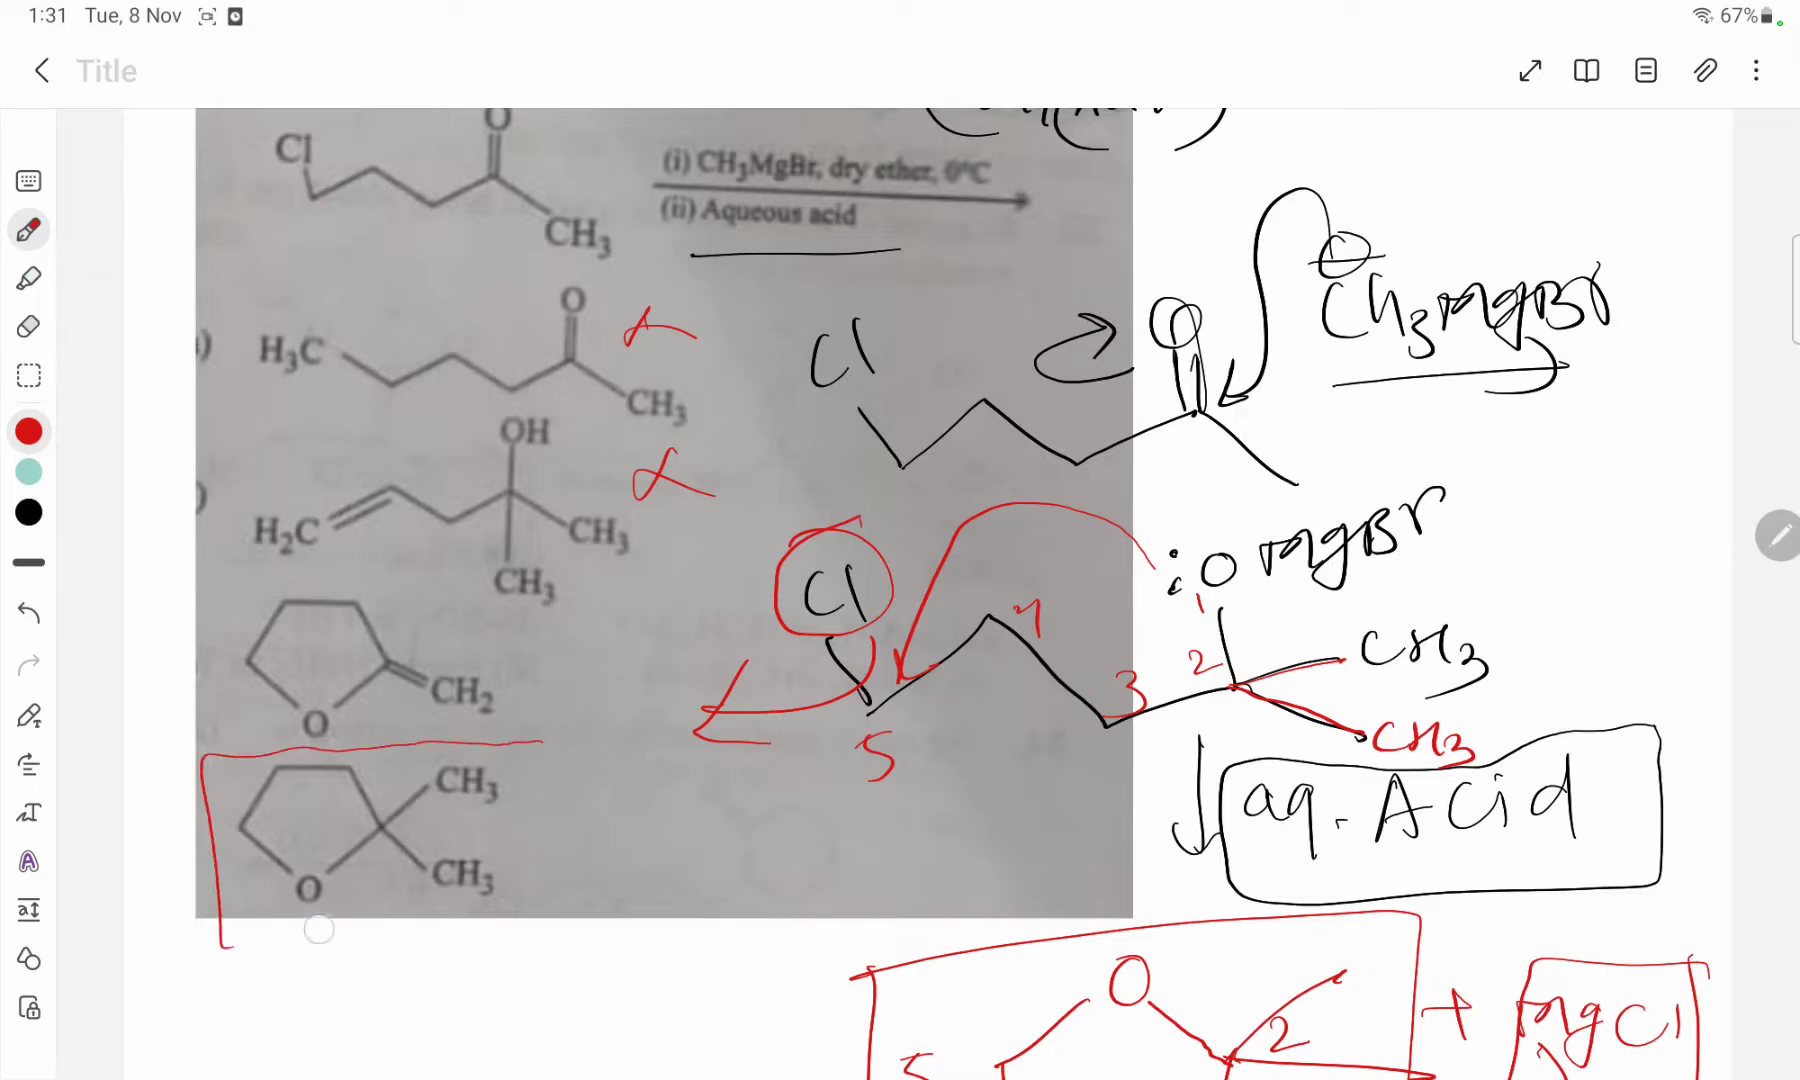 1:31 Tue, 8 Nov
67%
Title
O
Cl
(i) CH₃MgBr, dry ether, 0°C
(ii) Aqueous acid
CH₃
CH₃MgBr
O
Cl
O
H₃C
CH₃
OH
H₂C
CH₃
CH₃
:O MgBr
Cl
1
4
2
CH3
3
CH3
5
CH₂
O
aq. Acid
CH₃
CH₃
O
O
2
+
MgCl
5